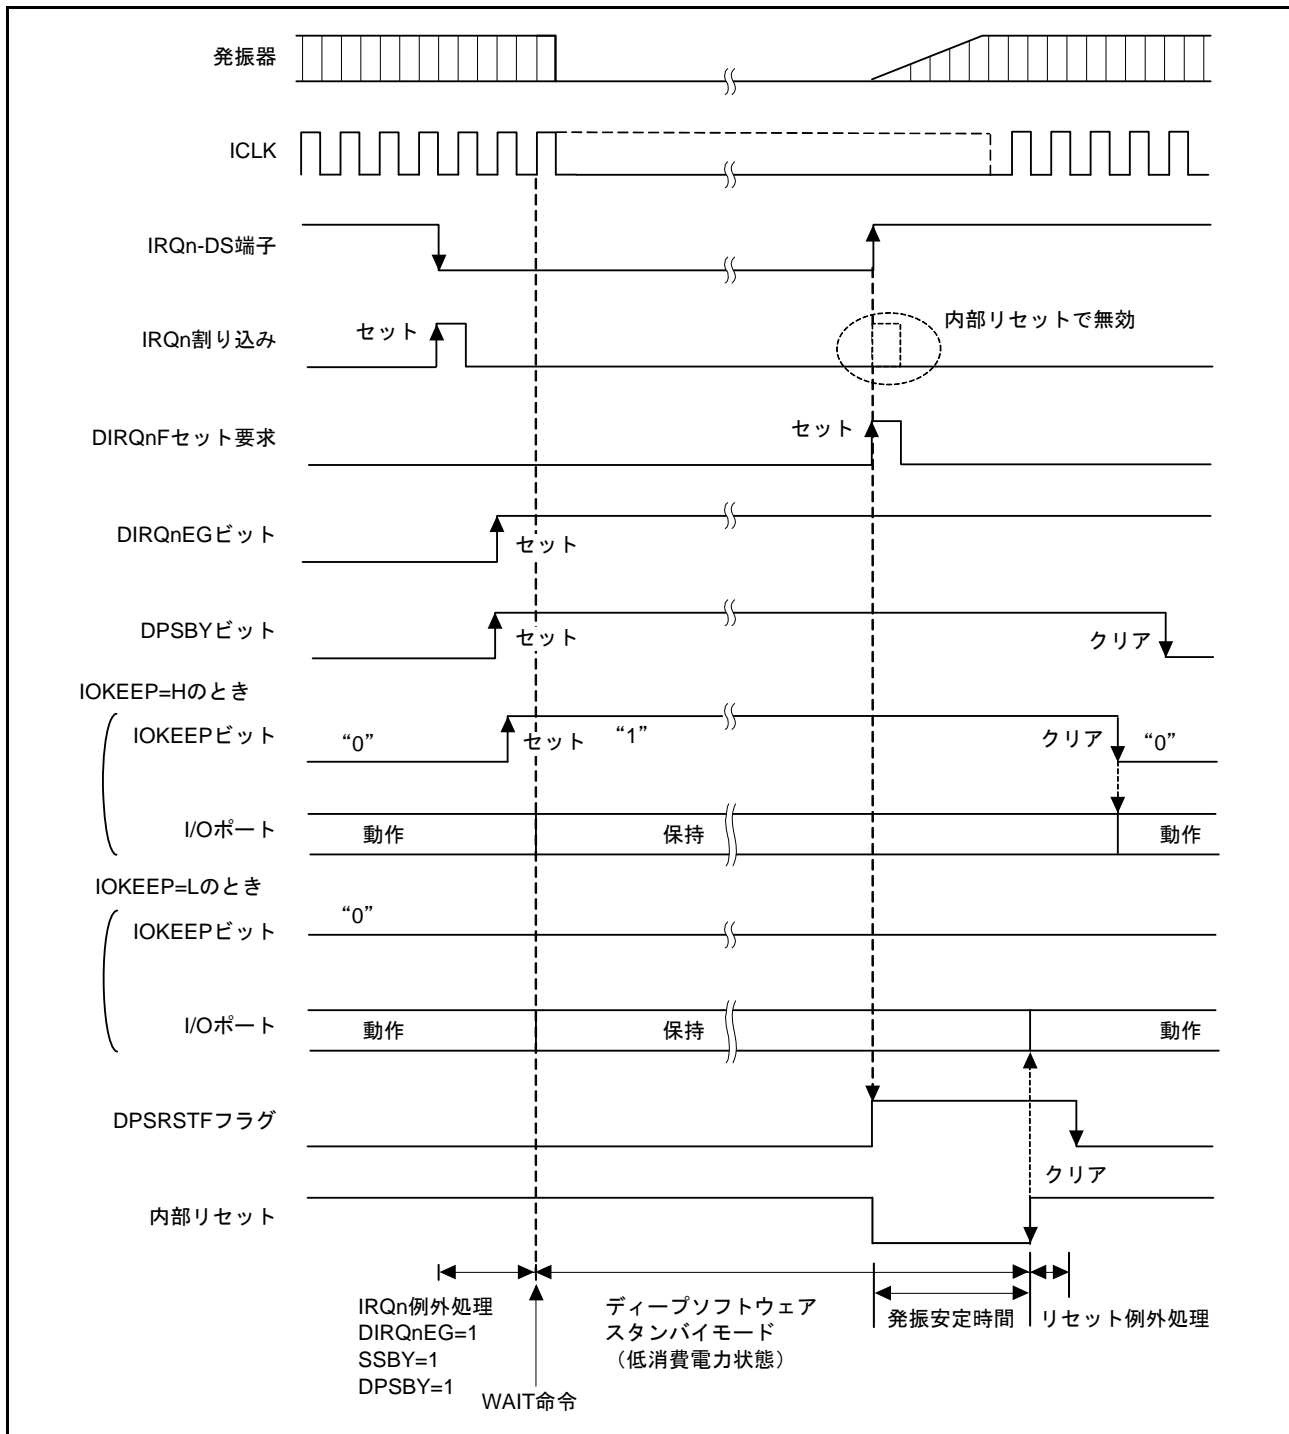 発振器
ICLK
IRQn-DS端子
IRQn割り込み
セット
内部リセットで無効
DIRQnFセット要求
セット
DIRQnEGビット
セット
DPSBYビット
セット
クリア
IOKEEP=Hのとき
IOKEEPビット
“0”
セット
“1”
クリア
“0”
I/Oポート
動作
保持
動作
IOKEEP=Lのとき
“0”
IOKEEPビット
I/Oポート
動作
保持
動作
DPSRSTFフラグ
クリア
内部リセット
IRQn例外処理
DIRQnEG=1
SSBY=1
DPSBY=1
WAIT命令
ディープソフトウェア
スタンバイモード
（低消費電力状態）
発振安定時間
リセット例外処理